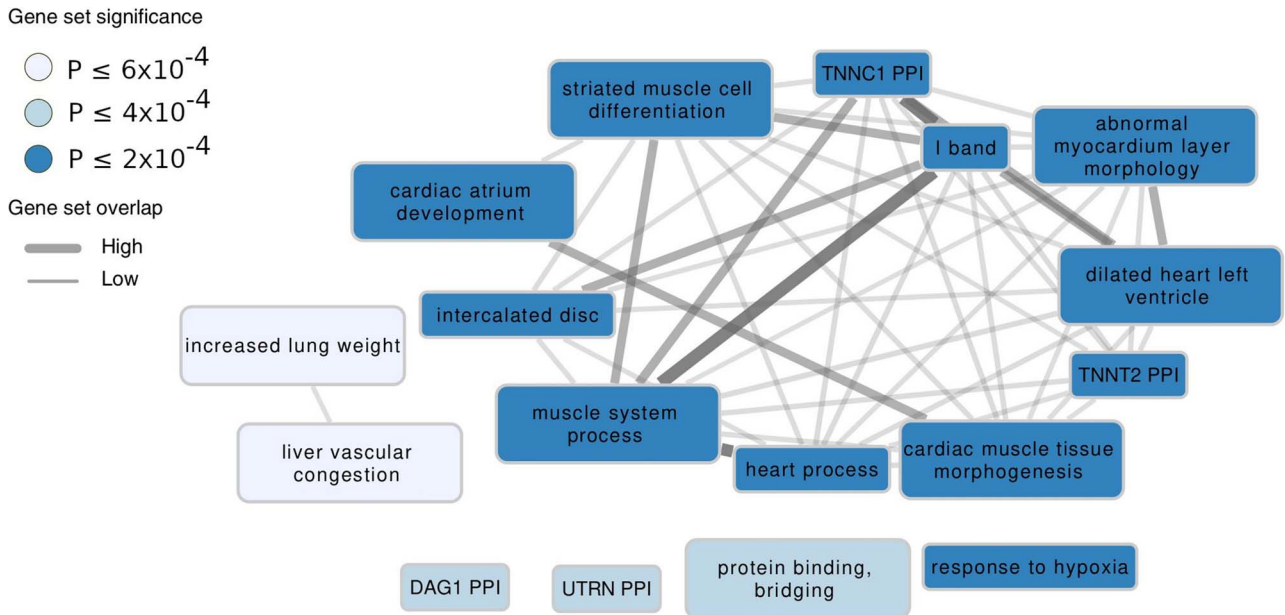 Gene set significance
P ≤ 6x10^-4
P ≤ 4x10^-4
P ≤ 2x10^-4
Gene set overlap
High
Low
striated muscle cell
differentiation
TNNC1 PPI
I band
abnormal
myocardium layer
morphology
cardiac atrium
development
dilated heart left
ventricle
intercalated disc
increased lung weight
TNNT2 PPI
muscle system
process
liver vascular
congestion
heart process
cardiac muscle tissue
morphogenesis
DAG1 PPI
UTRN PPI
protein binding,
bridging
response to hypoxia